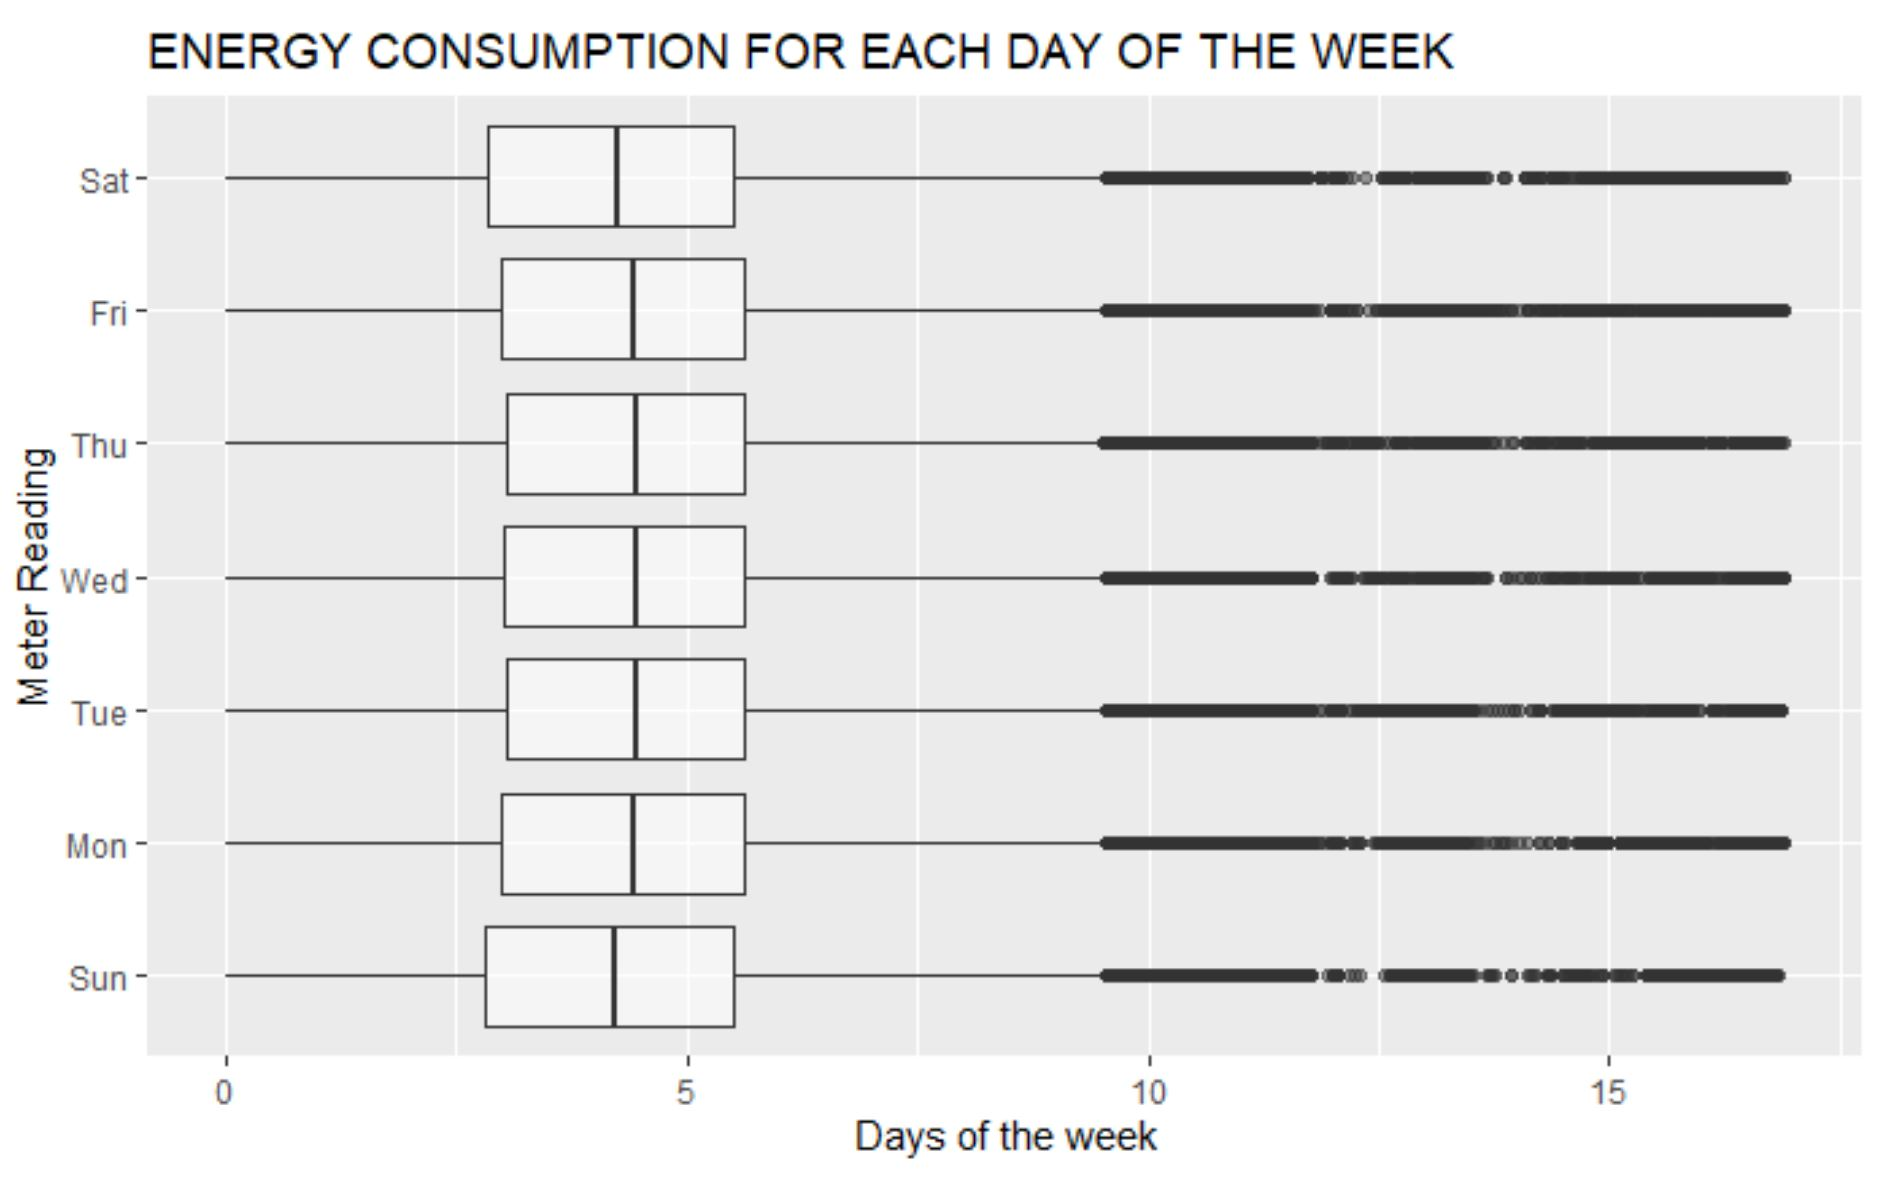 ENERGY CONSUMPTION FOR EACH DAY OF THE WEEK
Meter Reading
Sat
Fri
Thu
Wed
Tue
Mon
Sun
0 5 10 15
Days of the week